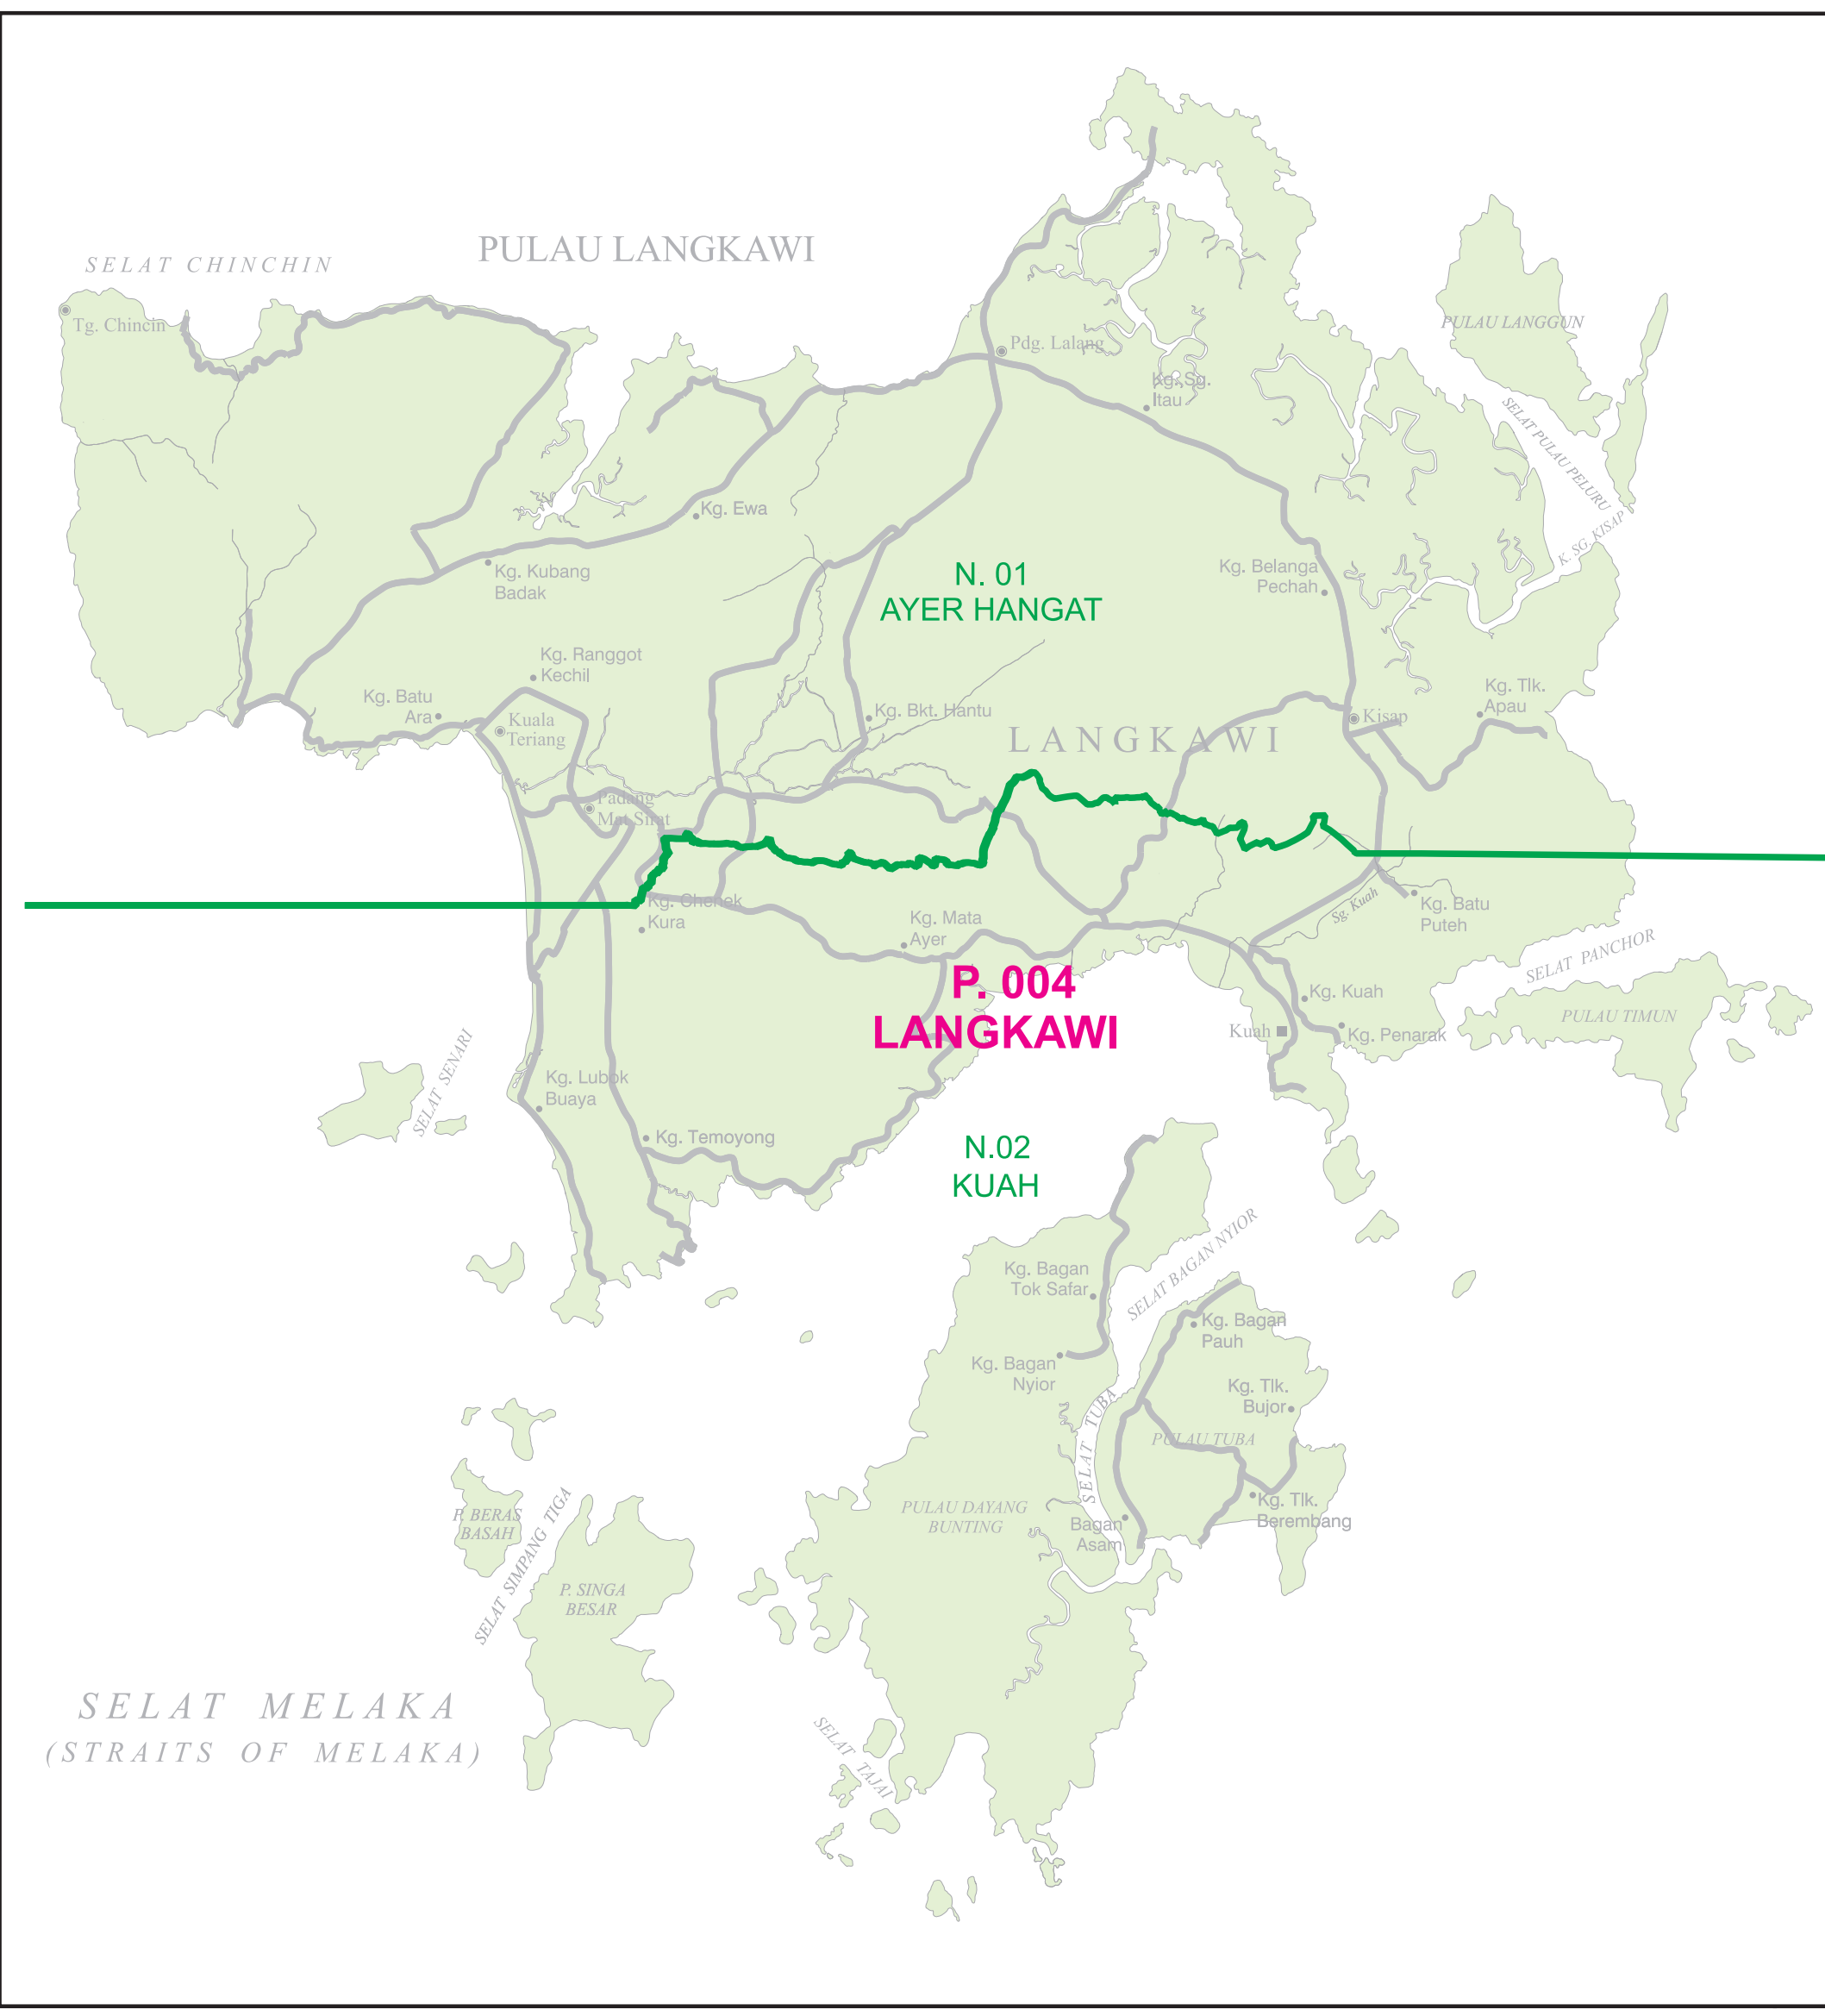 PULAU LANGKAWI
SELAT CHINCHIN
Tg. Chincin
Pdg. Lalang
PULAU LANGGUN
Kg. Sg.
Itau
SELAT PULAU PELURU
Kg. Ewa
K. SG. KISAP
Kg. Kubang
Badak
N. 01
AYER HANGAT
Kg. Belanga
Pechah
Kg. Ranggot
Kechil
Kg. Batu
Ara
Kuala
Teriang
Kg. Bkt. Hantu
LANGKAWI
Kisap
Kg. Tlk.
Apau
Padang
Mat Sirat
Kg. Chenek
Kura
Kg. Mata
Ayer
Sg. Kuah
Kg. Batu
Puteh
SELAT PANCHOR
P. 004
LANGKAWI
Kg. Kuah
Kuah
Kg. Penarak
PULAU TIMUN
SELAT SENARI
Kg. Lubok
Buaya
Kg. Temoyong
N.02
KUAH
SELAT BAGAN NYIOR
Kg. Bagan
Tok Safar
Kg. Bagan
Pauh
Kg. Bagan
Nyior
Kg. Tlk.
Bujor
SELAT TUBA
PULAU TUBA
PULAU DAYANG
BUNTING
Bagan
Asam
Kg. Tlk.
Berembang
P. BERAS
BASAH
SELAT SIMPANG TIGA
P. SINGA
BESAR
SELAT MELAKA
(STRAITS OF MELAKA)
SELAT TAJAI